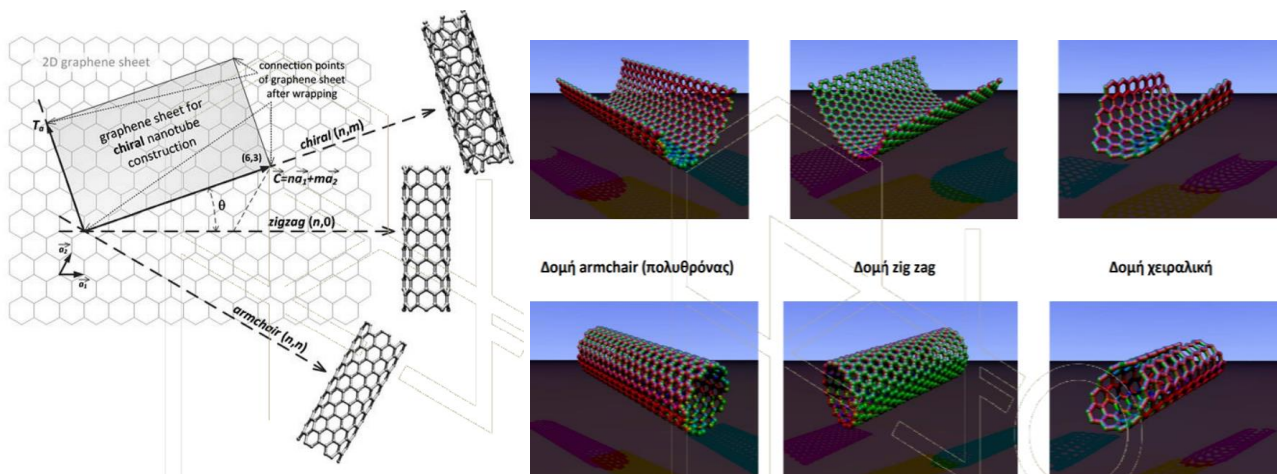 2D graphene sheet
connection points
of graphene sheet
after wrapping
Ta
graphene sheet for
chiral nanotube
construction
chiral (n,m)
(6,3)
C=na1+ma2
θ
zigzag (n,0)
a2
a1
armchair (n,n)
Δομή armchair (πολυθρόνας)
Δομή zig zag
Δομή χειραλική